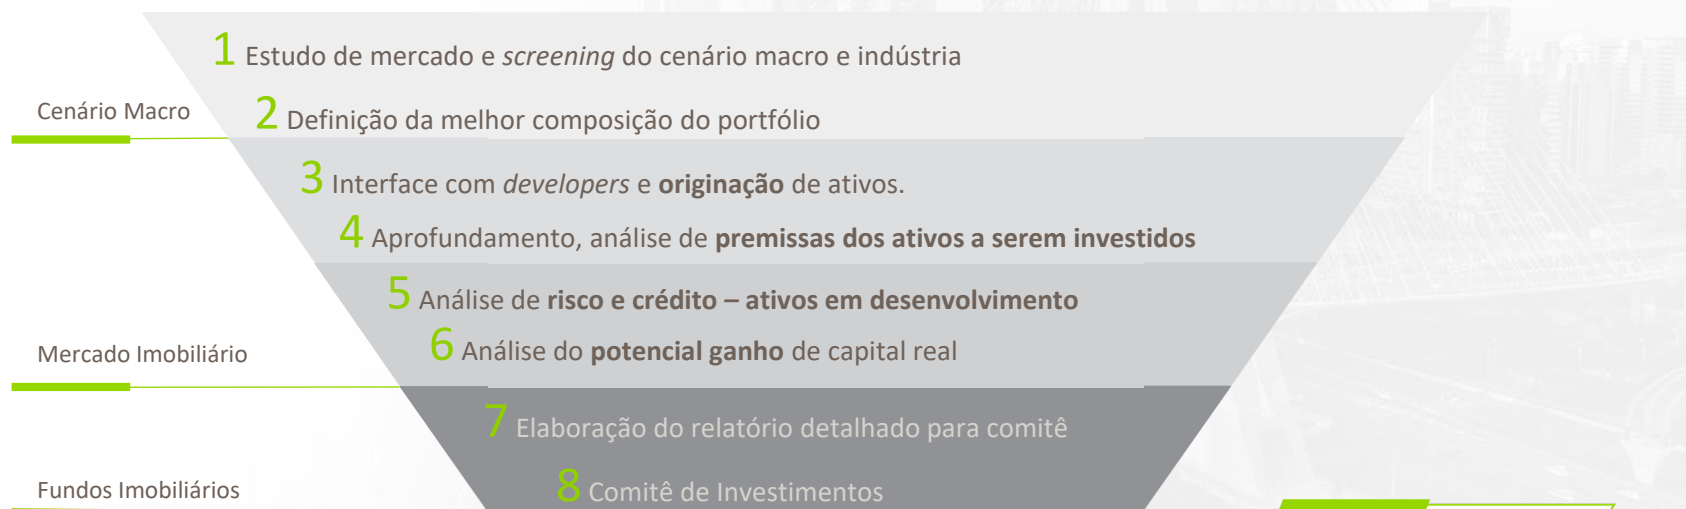 1 Estudo de mercado e screening do cenário macro e indústria
Cenário Macro
2 Definição da melhor composição do portfólio
3 Interface com developers e originação de ativos.
4 Aprofundamento, análise de premissas dos ativos a serem investidos
5 Análise de risco e crédito – ativos em desenvolvimento
Mercado Imobiliário
6 Análise do potencial ganho de capital real
7 Elaboração do relatório detalhado para comitê
Fundos Imobiliários
8 Comitê de Investimentos